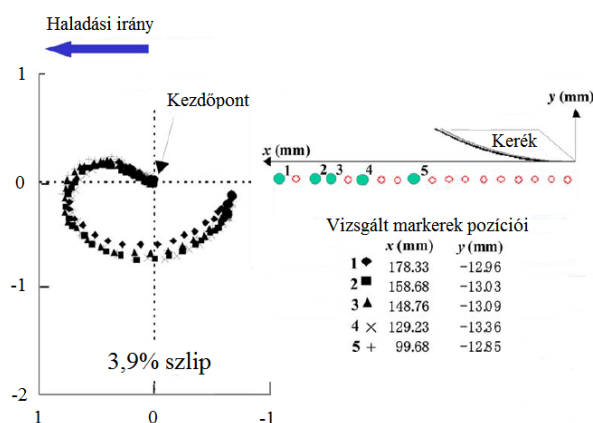 Haladási irány
1
0
-1
-2
1
0
-1
Kezdőpont
3,9% szlip
y (mm)
x (mm)
Kerék
1 2 3 4 5
Vizsgált markerek pozíciói
x (mm) y (mm)
1 ◆ 178.33 -12.96
2 ■ 158.68 -13.03
3 ▲ 148.76 -13.09
4 × 129.23 -13.36
5 + 99.68 -12.85